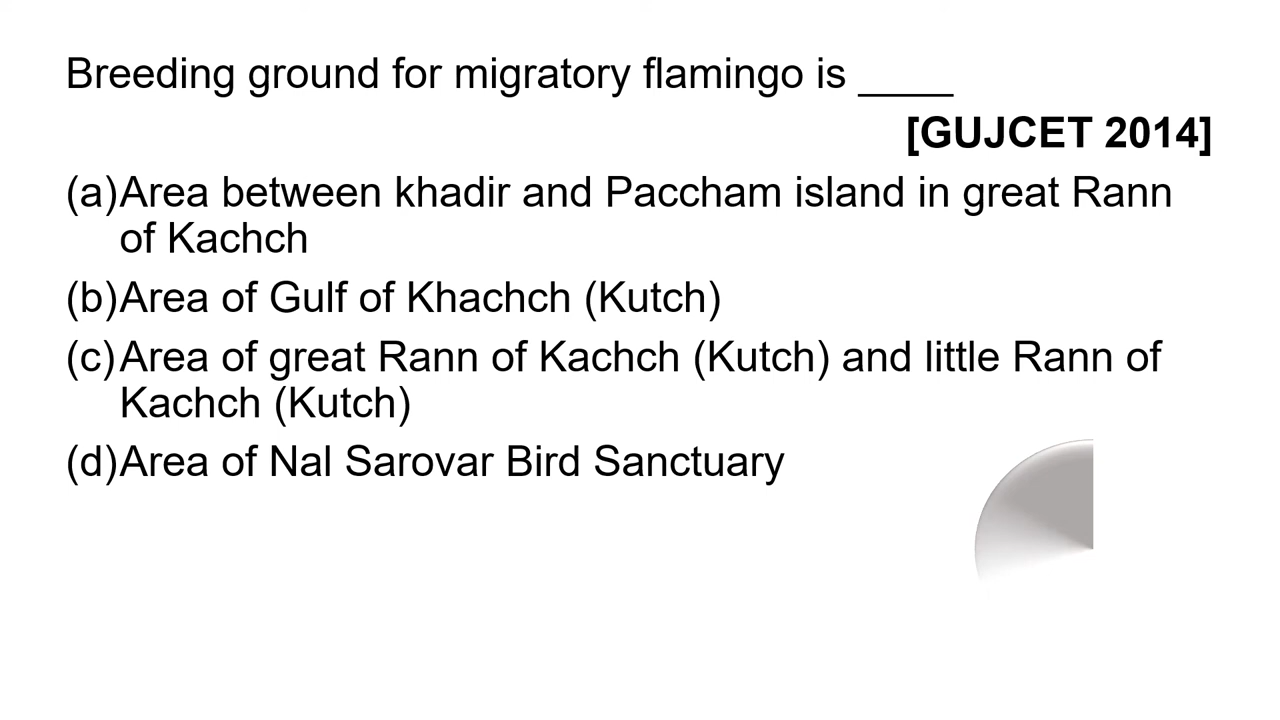 Breeding ground for migratory flamingo is ____
[GUJCET 2014]
(a)Area between khadir and Paccham island in great Rann
of Kachch
(b)Area of Gulf of Khachch (Kutch)
(c)Area of great Rann of Kachch (Kutch) and little Rann of
Kachch (Kutch)
(d)Area of Nal Sarovar Bird Sanctuary